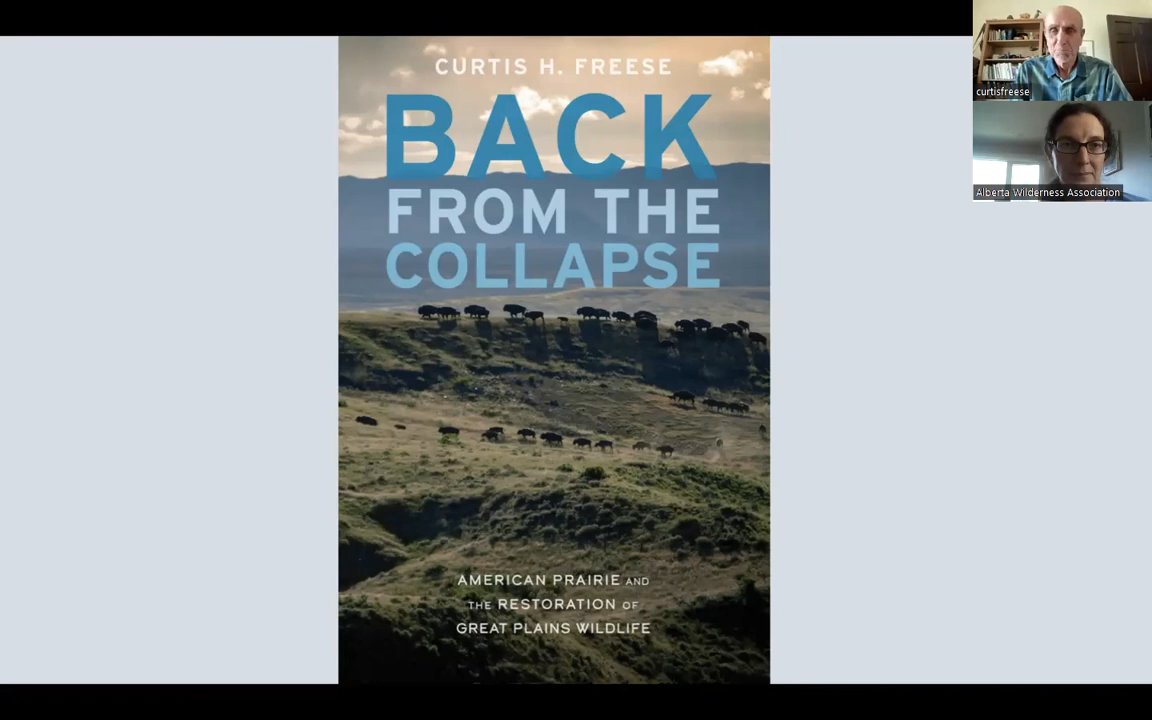 CURTIS H. FREESE
BACK
FROM THE
COLLAPSE
AMERICAN PRAIRIE AND
THE RESTORATION OF
GREAT PLAINS WILDLIFE
curtisfreese
Alberta Wilderness Association